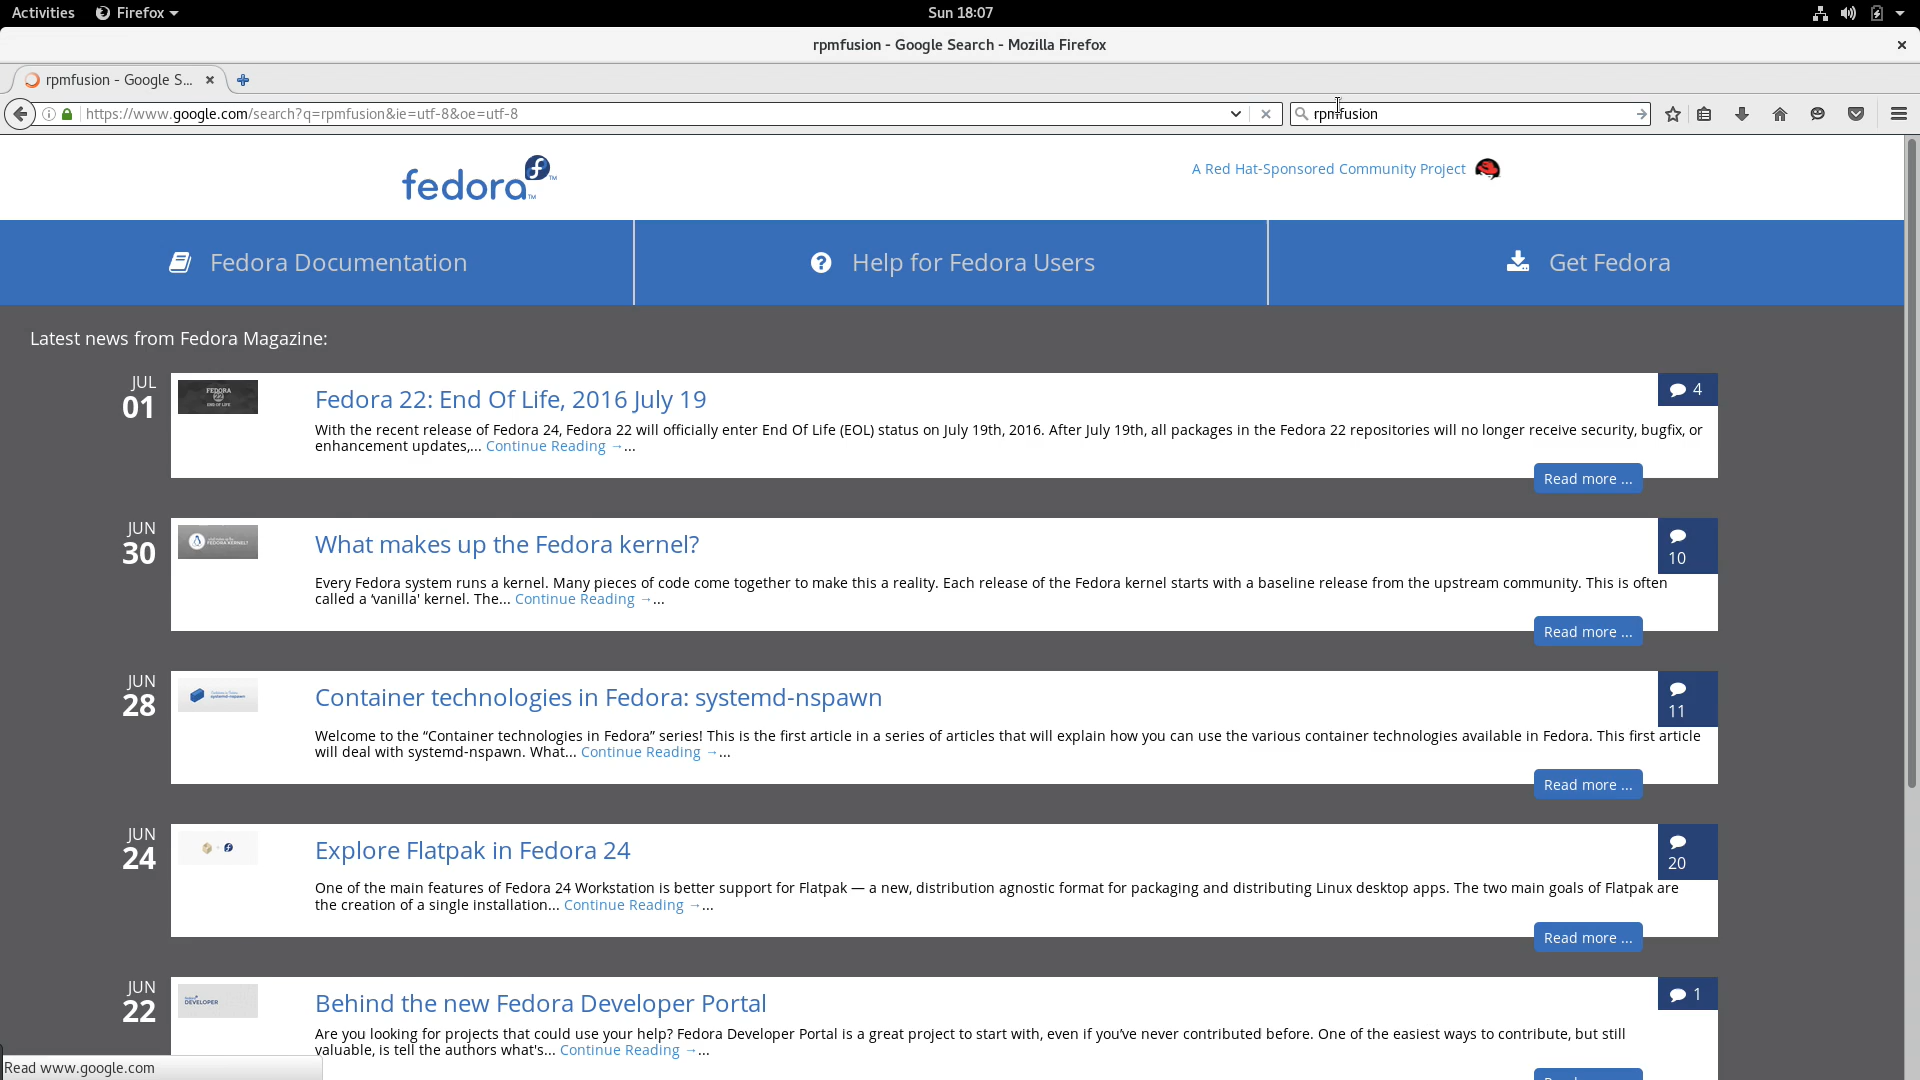 Activities Firefox Sun 18:07
rpmfusion - Google Search - Mozilla Firefox
rpmfusion - Google S...
https://www.google.com/search?q=rpmfusion&ie=utf-8&oe=utf-8 rpmfusion
fedora™ A Red Hat-Sponsored Community Project
Fedora Documentation Help for Fedora Users Get Fedora
Latest news from Fedora Magazine:
JUL
01
Fedora 22: End Of Life, 2016 July 19 4
With the recent release of Fedora 24, Fedora 22 will officially enter End Of Life (EOL) status on July 19th, 2016. After July 19th, all packages in the Fedora 22 repositories will no longer receive security, bugfix, or
enhancement updates,... Continue Reading →...
Read more ...
JUN
30
What makes up the Fedora kernel? 10
Every Fedora system runs a kernel. Many pieces of code come together to make this a reality. Each release of the Fedora kernel starts with a baseline release from the upstream community. This is often
called a ‘vanilla' kernel. The... Continue Reading →...
Read more ...
JUN
28
Container technologies in Fedora: systemd-nspawn 11
Welcome to the “Container technologies in Fedora” series! This is the first article in a series of articles that will explain how you can use the various container technologies available in Fedora. This first article
will deal with systemd-nspawn. What... Continue Reading →...
Read more ...
JUN
24
Explore Flatpak in Fedora 24 20
One of the main features of Fedora 24 Workstation is better support for Flatpak — a new, distribution agnostic format for packaging and distributing Linux desktop apps. The two main goals of Flatpak are
the creation of a single installation... Continue Reading →...
Read more ...
JUN
22
DEVELOPER
Behind the new Fedora Developer Portal 1
Are you looking for projects that could use your help? Fedora Developer Portal is a great project to start with, even if you’ve never contributed before. One of the easiest ways to contribute, but still
valuable, is tell the authors what's... Continue Reading →...
Read www.google.com